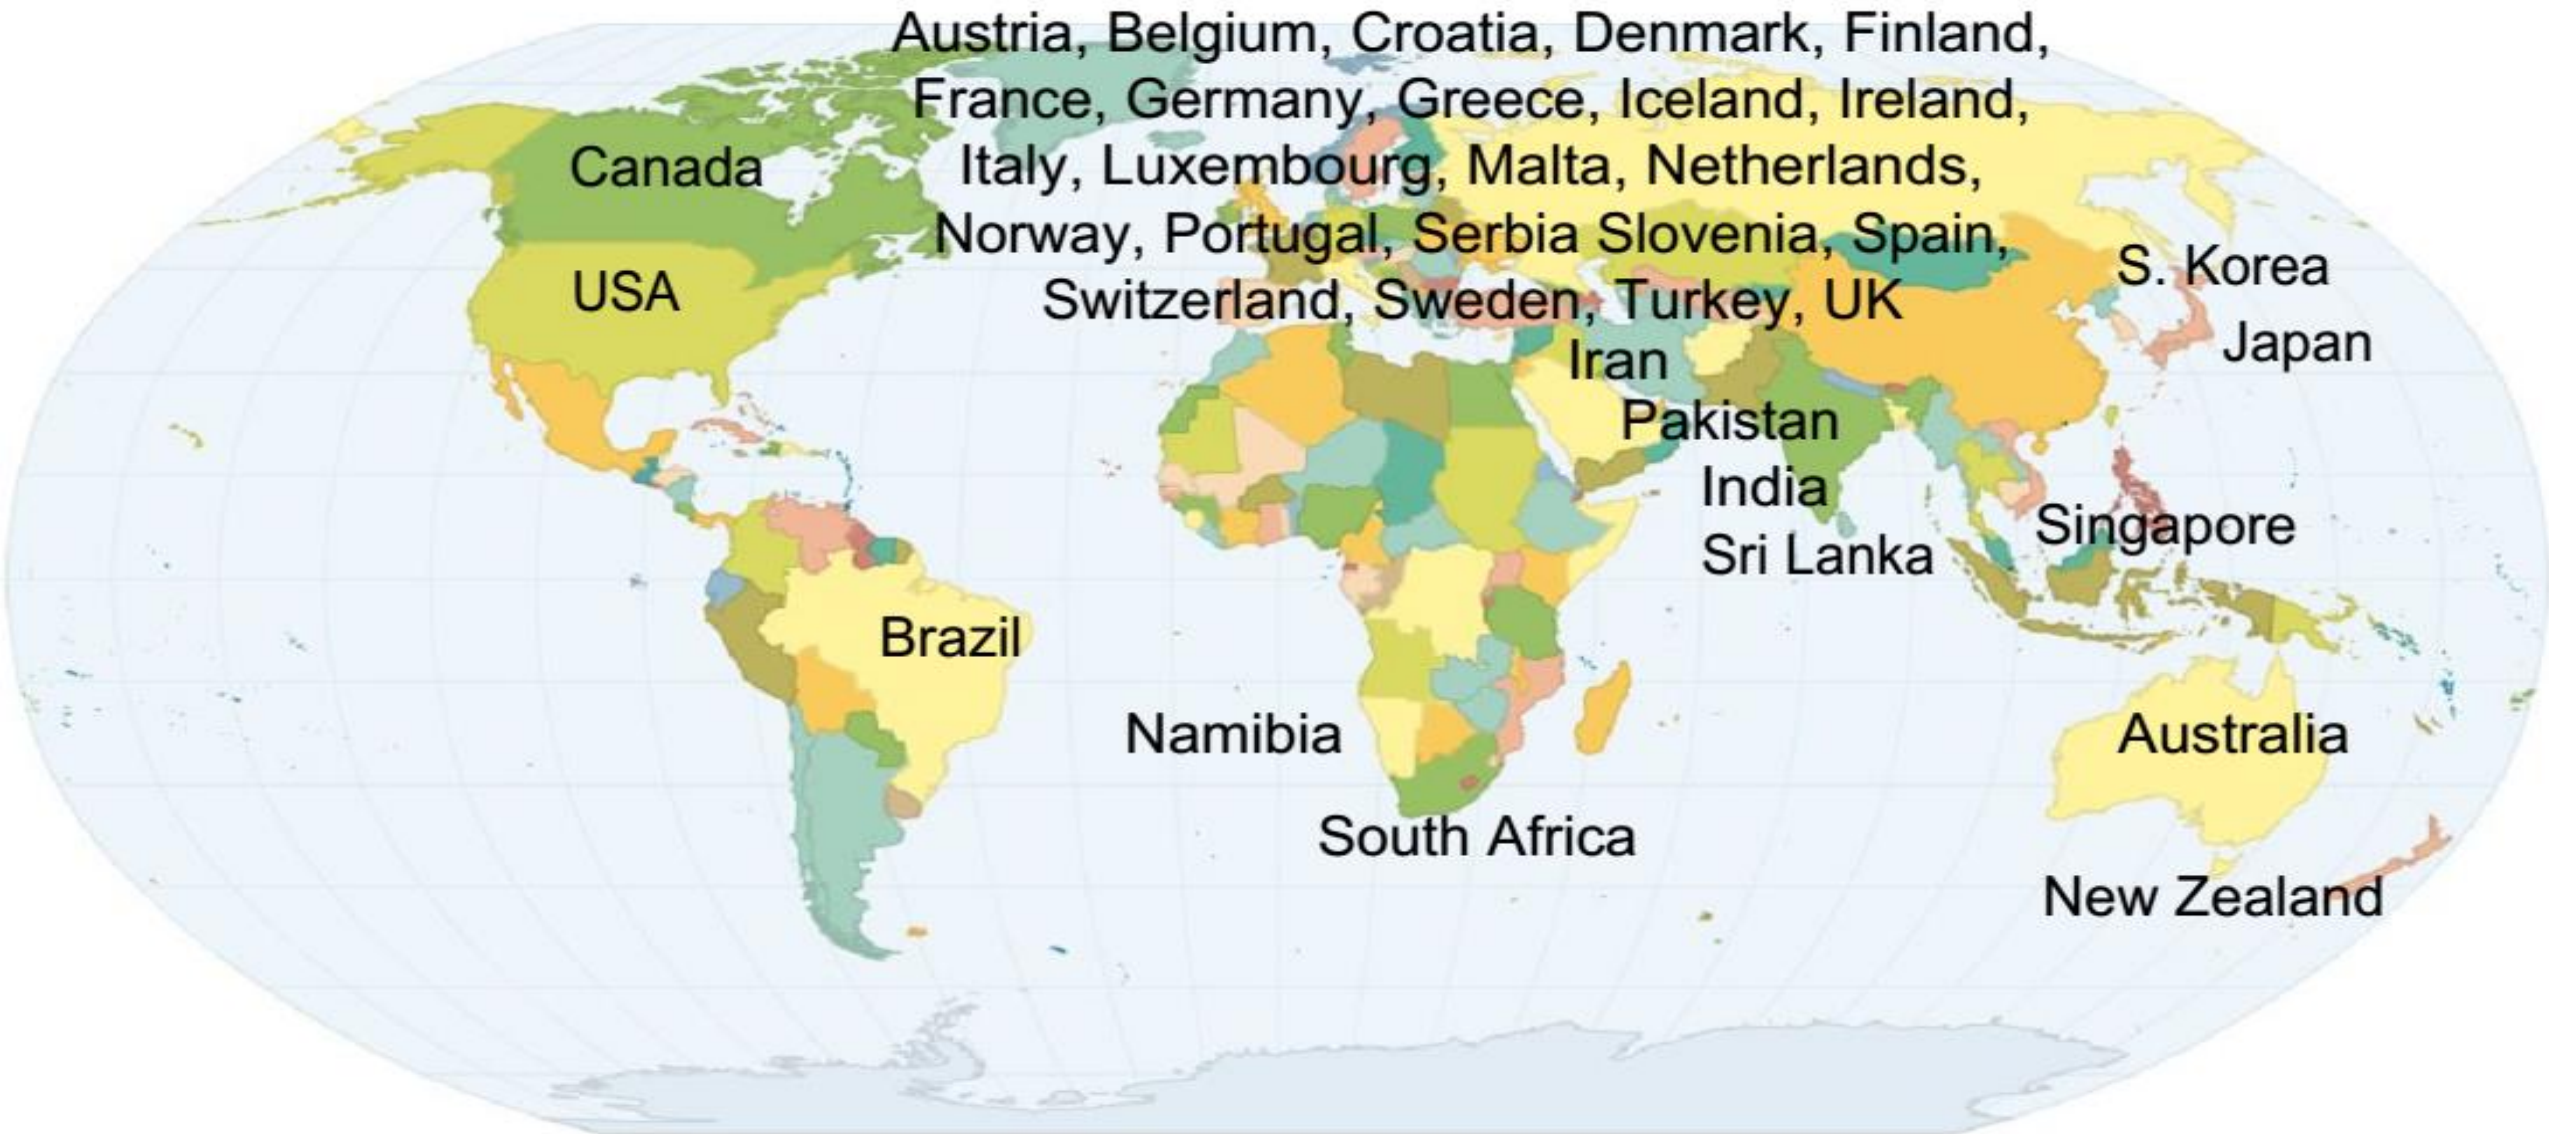 Austria, Belgium, Croatia, Denmark, Finland,
France, Germany, Greece, Iceland, Ireland,
Italy, Luxembourg, Malta, Netherlands,
Norway, Portugal, Serbia Slovenia, Spain,
Switzerland, Sweden, Turkey, UK
Canada
USA
S. Korea
Japan
Iran
Pakistan
India
Sri Lanka
Singapore
Brazil
Namibia
South Africa
Australia
New Zealand